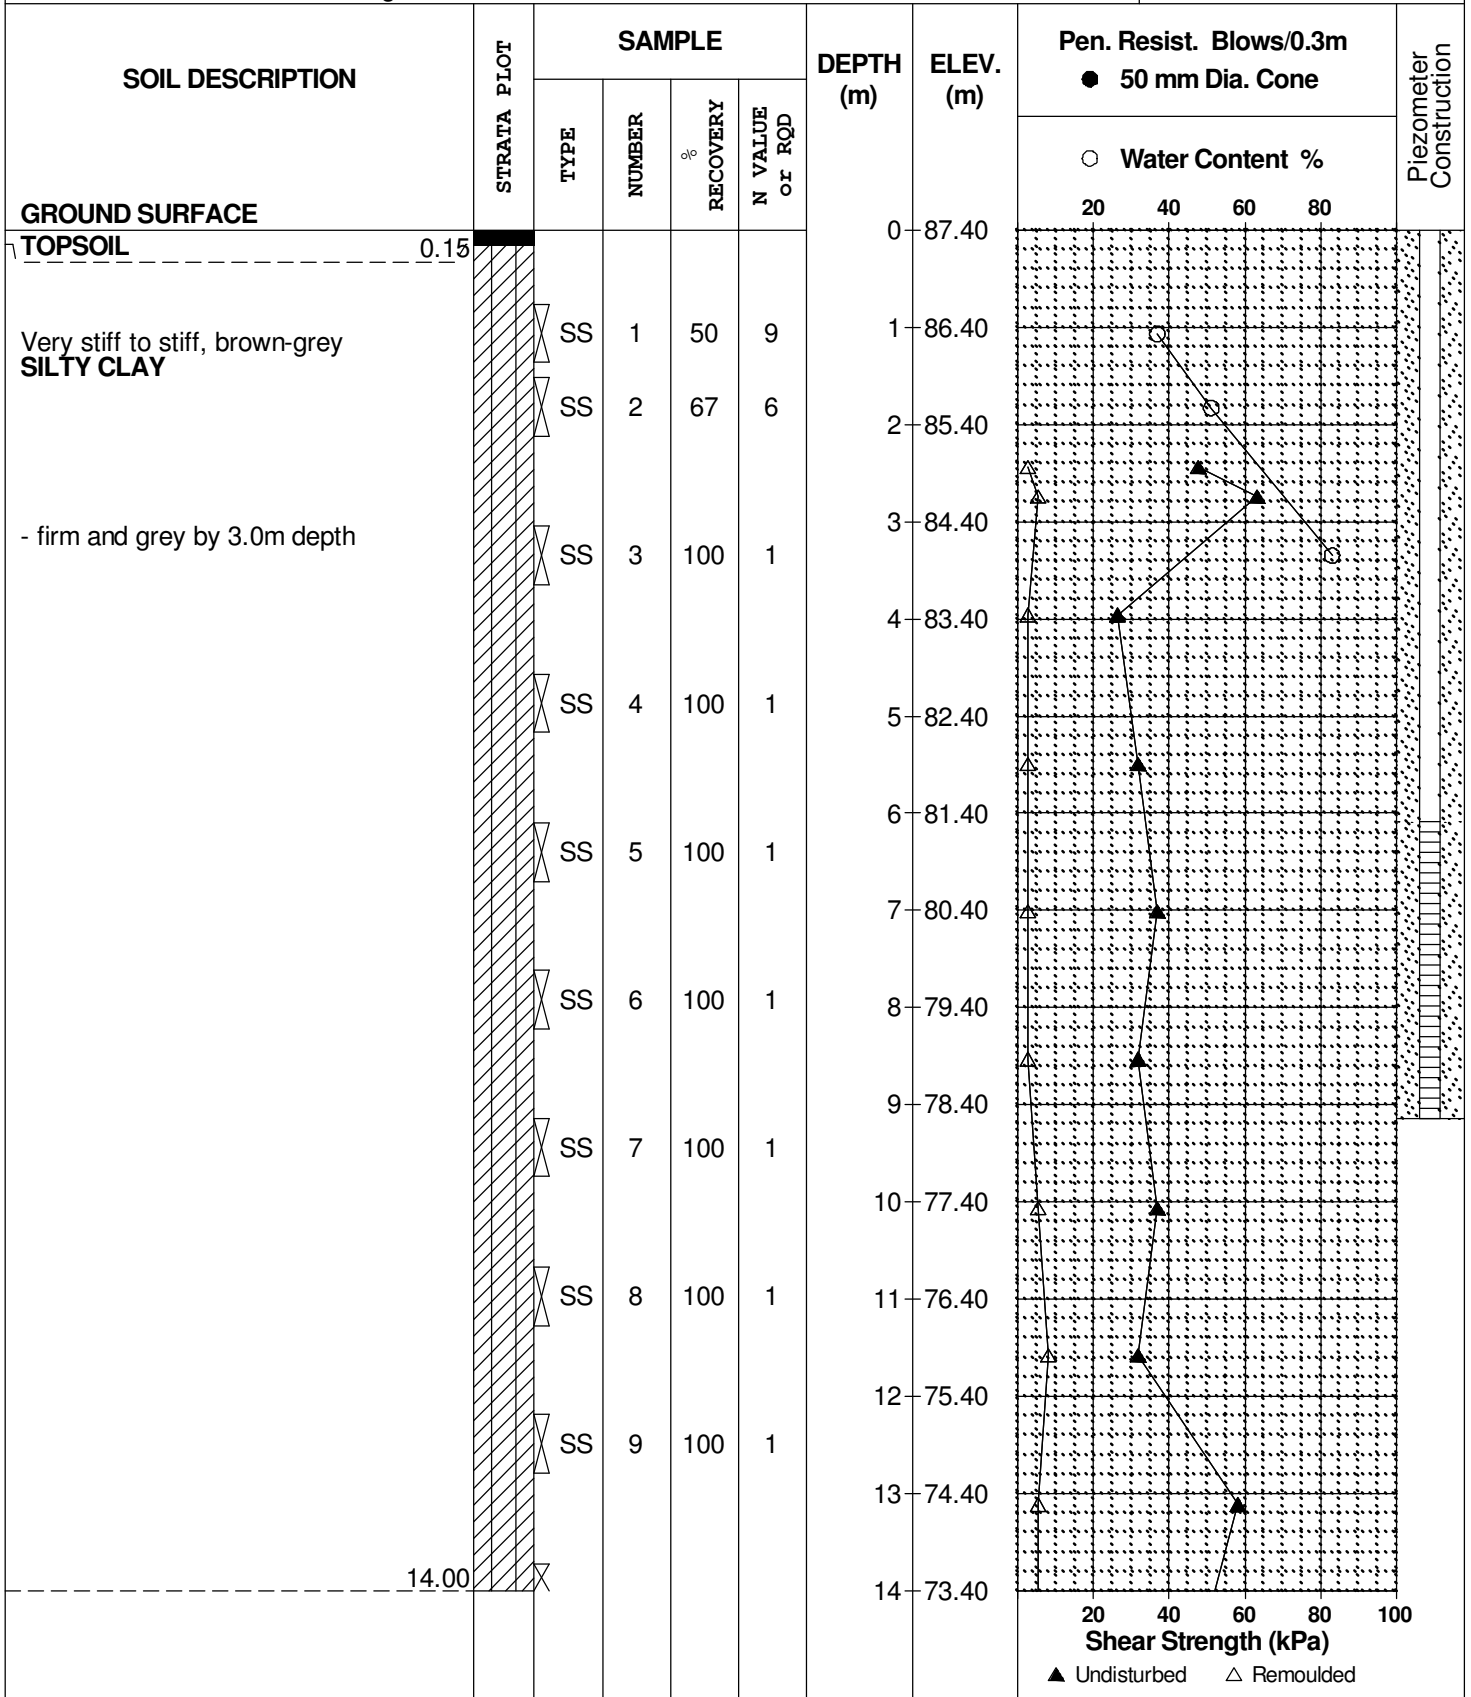 SOIL DESCRIPTION
GROUND SURFACE
STRATA PLOT
SAMPLE
TYPE
NUMBER
%
RECOVERY
N VALUE
or RQD
DEPTH
(m)
ELEV.
(m)
Pen. Resist. Blows/0.3m
● 50 mm Dia. Cone
○ Water Content %
20 40 60 80
Piezometer
Construction
TOPSOIL 0.15
Very stiff to stiff, brown-grey
SILTY CLAY
- firm and grey by 3.0m depth
14.00
SS 1 50 9
SS 2 67 6
SS 3 100 1
SS 4 100 1
SS 5 100 1
SS 6 100 1
SS 7 100 1
SS 8 100 1
SS 9 100 1
0 87.40
1 86.40
2 85.40
3 84.40
4 83.40
5 82.40
6 81.40
7 80.40
8 79.40
9 78.40
10 77.40
11 76.40
12 75.40
13 74.40
14 73.40
20 40 60 80 100
Shear Strength (kPa)
▲ Undisturbed △ Remoulded